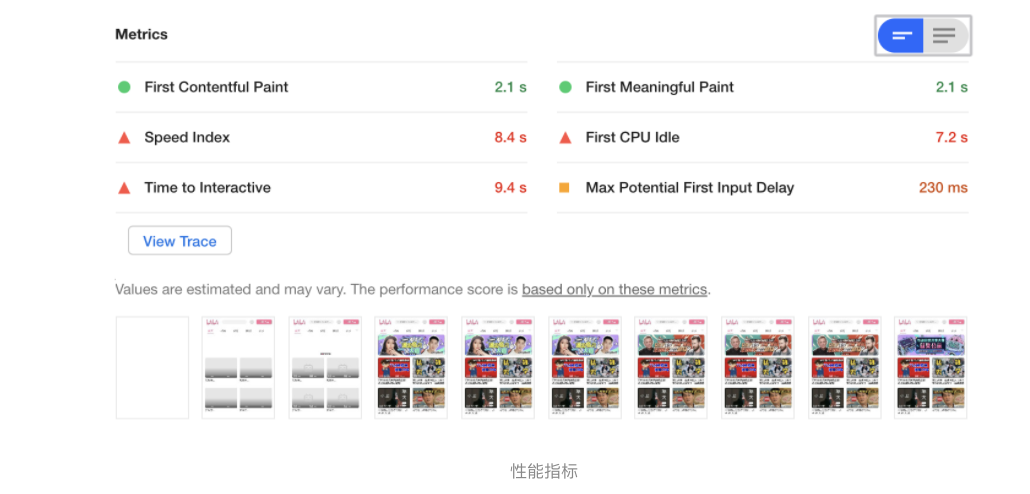 Metrics
First Contentful Paint 2.1 s
First Meaningful Paint 2.1 s
Speed Index 8.4 s
First CPU Idle 7.2 s
Time to Interactive 9.4 s
Max Potential First Input Delay 230 ms
View Trace
Values are estimated and may vary. The performance score is based only on these metrics.
性能指标